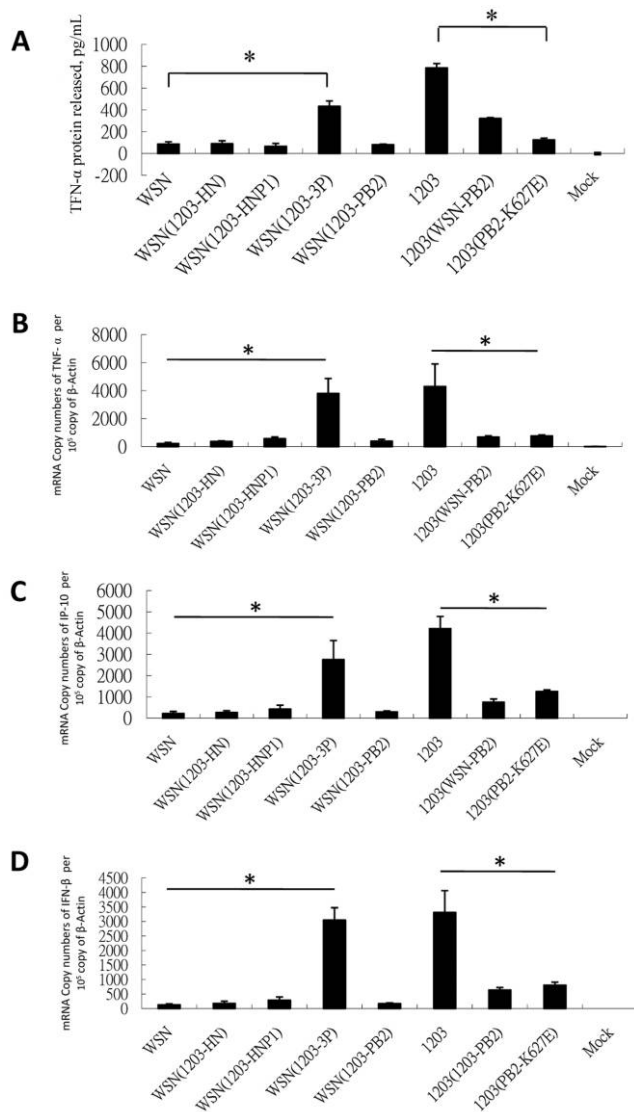 A
TFN-α protein released, pg/mL
1000
800
600
400
200
0
-200
*
*
WSN
WSN(1203-HN)
WSN(1203-HNP1)
WSN(1203-3P)
WSN(1203-PB2)
1203
1203(WSN-PB2)
1203(PB2-K627E)
Mock
B
mRNA Copy numbers of TNF- α per
10⁵ copy of β-Actin
8000
6000
4000
2000
0
*
*
WSN
WSN(1203-HN)
WSN(1203-HNP1)
WSN(1203-3P)
WSN(1203-PB2)
1203
1203(WSN-PB2)
1203(PB2-K627E)
Mock
C
mRNA Copy numbers of IP-10 per
10⁵ copy of β-Actin
6000
5000
4000
3000
2000
1000
0
*
*
WSN
WSN(1203-HN)
WSN(1203-HNP1)
WSN(1203-3P)
WSN(1203-PB2)
1203
1203(WSN-PB2)
1203(PB2-K627E)
Mock
D
mRNA Copy numbers of IFN-β per
10⁵ copy of β-Actin
4500
4000
3500
3000
2500
2000
1500
1000
500
0
*
*
WSN
WSN(1203-HN)
WSN(1203-HNP1)
WSN(1203-3P)
WSN(1203-PB2)
1203
1203(1203-PB2)
1203(PB2-K627E)
Mock